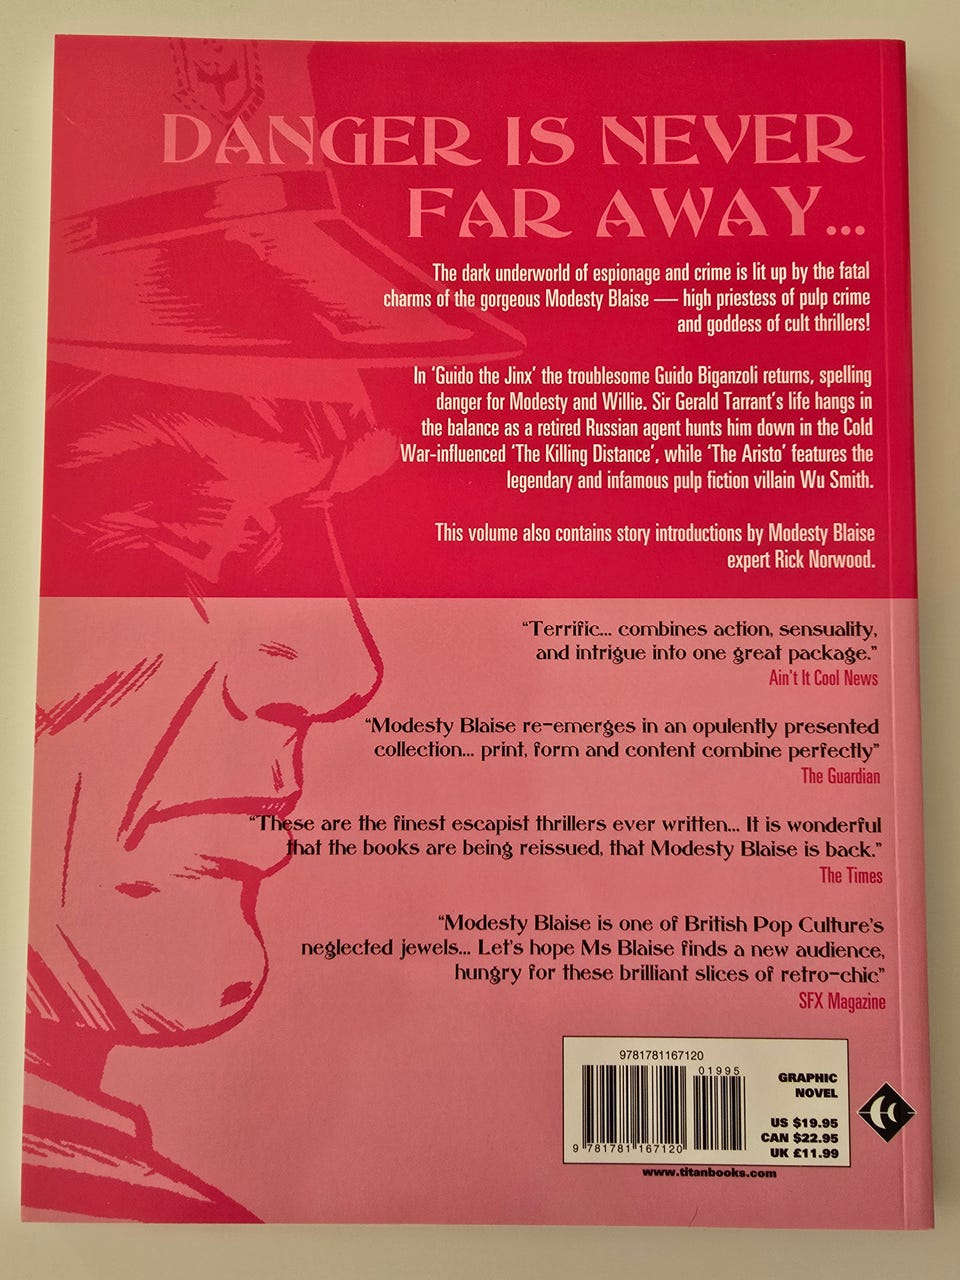 DANGER IS NEVER
FAR AWAY...
The dark underworld of espionage and crime is lit up by the fatal
charms of the gorgeous Modesty Blaise — high priestess of pulp crime
and goddess of cult thrillers!
In ‘Guido the Jinx’ the troublesome Guido Biganzoli returns, spelling
danger for Modesty and Willie. Sir Gerald Tarrant’s life hangs in
the balance as a retired Russian agent hunts him down in the Cold
War-influenced ‘The Killing Distance’, while ‘The Aristo’ features the
legendary and infamous pulp fiction villain Wu Smith.
This volume also contains story introductions by Modesty Blaise
expert Rick Norwood.
“Terrific... combines action, sensuality,
and intrigue into one great package.”
Ain't It Cool News
“Modesty Blaise re-emerges in an opulently presented
collection... print, form and content combine perfectly”
The Guardian
“These are the finest escapist thrillers ever written... It is wonderful
that the books are being reissued, that Modesty Blaise is back.”
The Times
“Modesty Blaise is one of British Pop Culture’s
neglected jewels... Let’s hope Ms Blaise finds a new audience,
hungry for these brilliant slices of retro-chic”
SFX Magazine
9781781167120
01995
9 781781 167120
GRAPHIC
NOVEL
US $19.95
CAN $22.95
UK £11.99
www.titanbooks.com